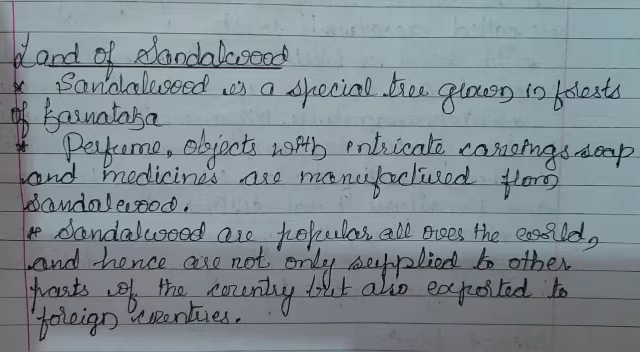 Land of Sandalwood
* Sandalwood is a special tree grown in forests
of Karnataka
* Perfume, objects with intricate carvings soap
and medicines are manufactured from
sandalwood.
* Sandalwood are popular all over the world,
and hence are not only supplied to other
parts of the country but also exported to
foreign countries.